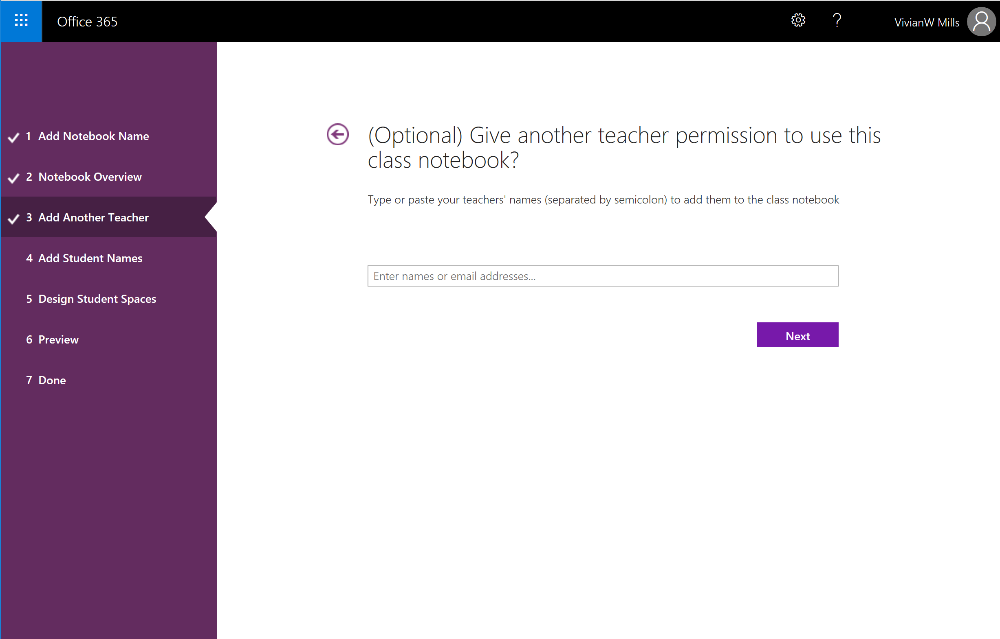 Office 365
?
VivianW Mills
1 Add Notebook Name
2 Notebook Overview
3 Add Another Teacher
4 Add Student Names
5 Design Student Spaces
6 Preview
7 Done
(Optional) Give another teacher permission to use this
class notebook?
Type or paste your teachers' names (separated by semicolon) to add them to the class notebook
Enter names or email addresses...
Next